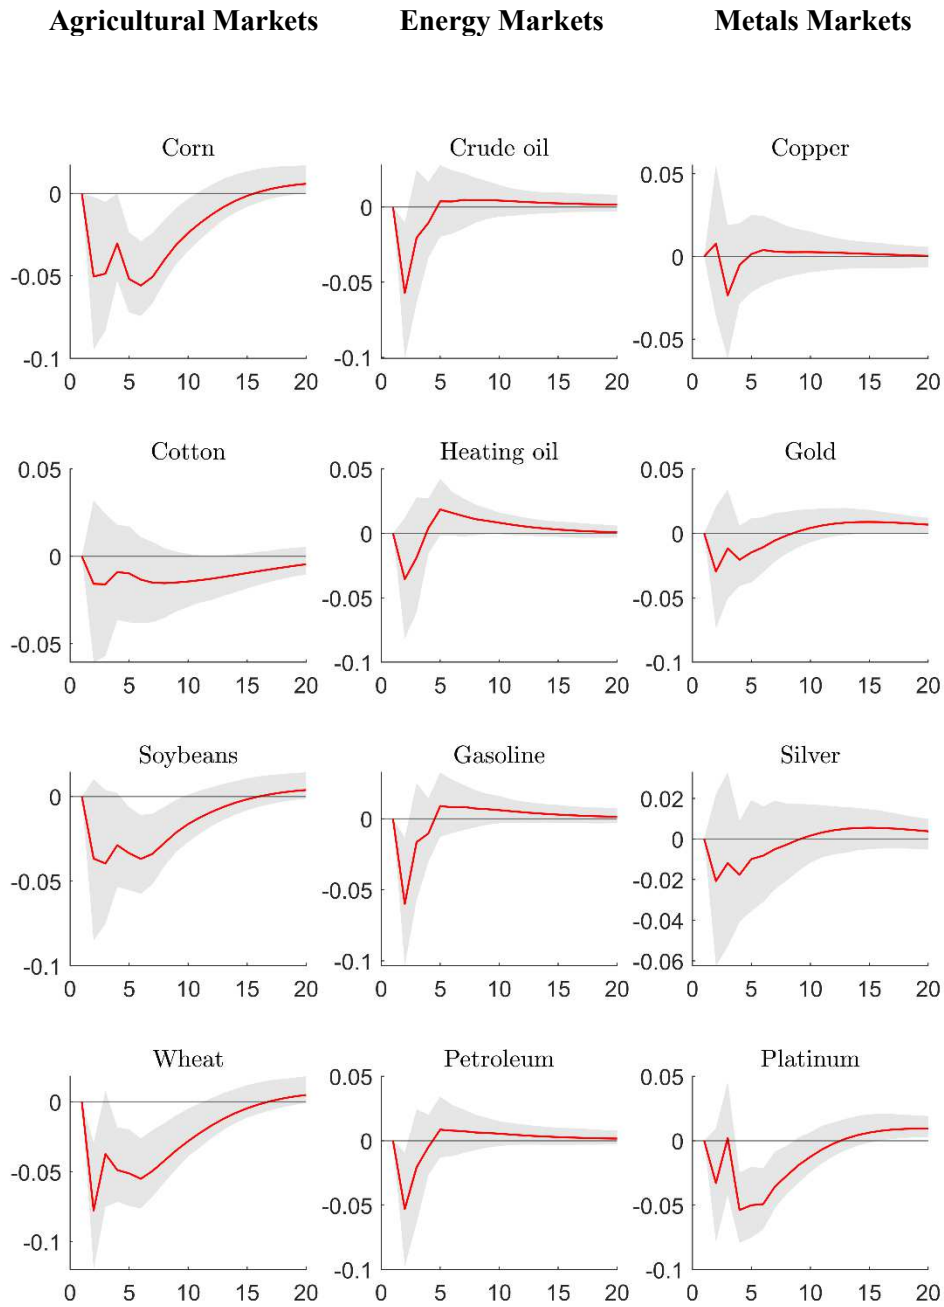 Agricultural Markets Energy Markets Metals Markets
Corn Crude oil Copper
0
-0.05
-0.1
0 5 10 15 20
0
-0.05
-0.1
0 5 10 15 20
0.05
0
-0.05
0 5 10 15 20
Cotton Heating oil Gold
0.05
0
-0.05
0 5 10 15 20
0.05
0
-0.05
-0.1
0 5 10 15 20
0.05
0
-0.05
-0.1
0 5 10 15 20
Soybeans Gasoline Silver
0
-0.05
-0.1
0 5 10 15 20
0
-0.05
-0.1
0 5 10 15 20
0.02
0
-0.02
-0.04
-0.06
0 5 10 15 20
Wheat Petroleum Platinum
0
-0.05
-0.1
0 5 10 15 20
0.05
0
-0.05
-0.1
0 5 10 15 20
0.05
0
-0.05
-0.1
0 5 10 15 20